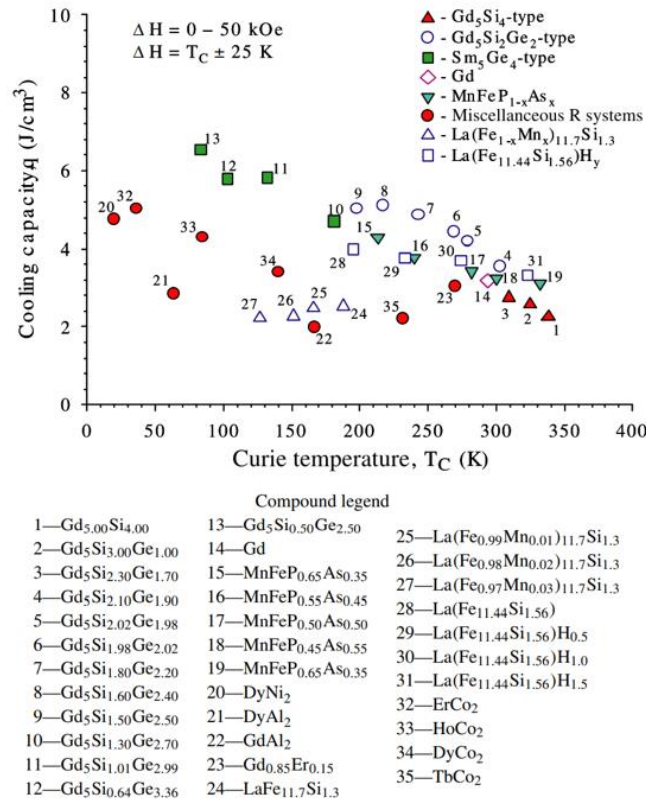 ΔH = 0 – 50 kOe
ΔH = T_C ± 25 K
- Gd₅Si₄-type
- Gd₅Si₂Ge₂-type
- Sm₅Ge₄-type
- Gd
- MnFeP₁₋ₓAsₓ
- Miscellaneous R systems
- La(Fe₁₋ₓMnₓ)₁₁.₇Si₁.₃
- La(Fe₁₁.₄₄Si₁.₅₆)H_y
Cooling capacity,q (J/cm³)
10
8
6
4
2
0
13
12
11
32
20
33
10
9
8
7
6
5
15
16
34
28
29
30
17
4
31
21
27
26
25
24
22
35
23
14
18
19
3
2
1
0 50 100 150 200 250 300 350 400
Curie temperature, T_C (K)
Compound legend
1—Gd₅.₀₀Si₄.₀₀
2—Gd₅Si₃.₀₀Ge₁.₀₀
3—Gd₅Si₂.₃₀Ge₁.₇₀
4—Gd₅Si₂.₁₀Ge₁.₉₀
5—Gd₅Si₂.₀₂Ge₁.₉₈
6—Gd₅Si₁.₉₈Ge₂.₀₂
7—Gd₅Si₁.₈₀Ge₂.₂₀
8—Gd₅Si₁.₆₀Ge₂.₄₀
9—Gd₅Si₁.₅₀Ge₂.₅₀
10—Gd₅Si₁.₃₀Ge₂.₇₀
11—Gd₅Si₁.₀₁Ge₂.₉₉
12—Gd₅Si₀.₆₄Ge₃.₃₆
13—Gd₅Si₀.₅₀Ge₂.₅₀
14—Gd
15—MnFeP₀.₆₅As₀.₃₅
16—MnFeP₀.₅₅As₀.₄₅
17—MnFeP₀.₅₀As₀.₅₀
18—MnFeP₀.₄₅As₀.₅₅
19—MnFeP₀.₆₅As₀.₃₅
20—DyNi₂
21—DyAl₂
22—GdAl₂
23—Gd₀.₈₅Er₀.₁₅
24—LaFe₁₁.₇Si₁.₃
25—La(Fe₀.₉₉Mn₀.₀₁)₁₁.₇Si₁.₃
26—La(Fe₀.₉₈Mn₀.₀₂)₁₁.₇Si₁.₃
27—La(Fe₀.₉₇Mn₀.₀₃)₁₁.₇Si₁.₃
28—La(Fe₁₁.₄₄Si₁.₅₆)
29—La(Fe₁₁.₄₄Si₁.₅₆)H₀.₅
30—La(Fe₁₁.₄₄Si₁.₅₆)H₁.₀
31—La(Fe₁₁.₄₄Si₁.₅₆)H₁.₅
32—ErCo₂
33—HoCo₂
34—DyCo₂
35—TbCo₂